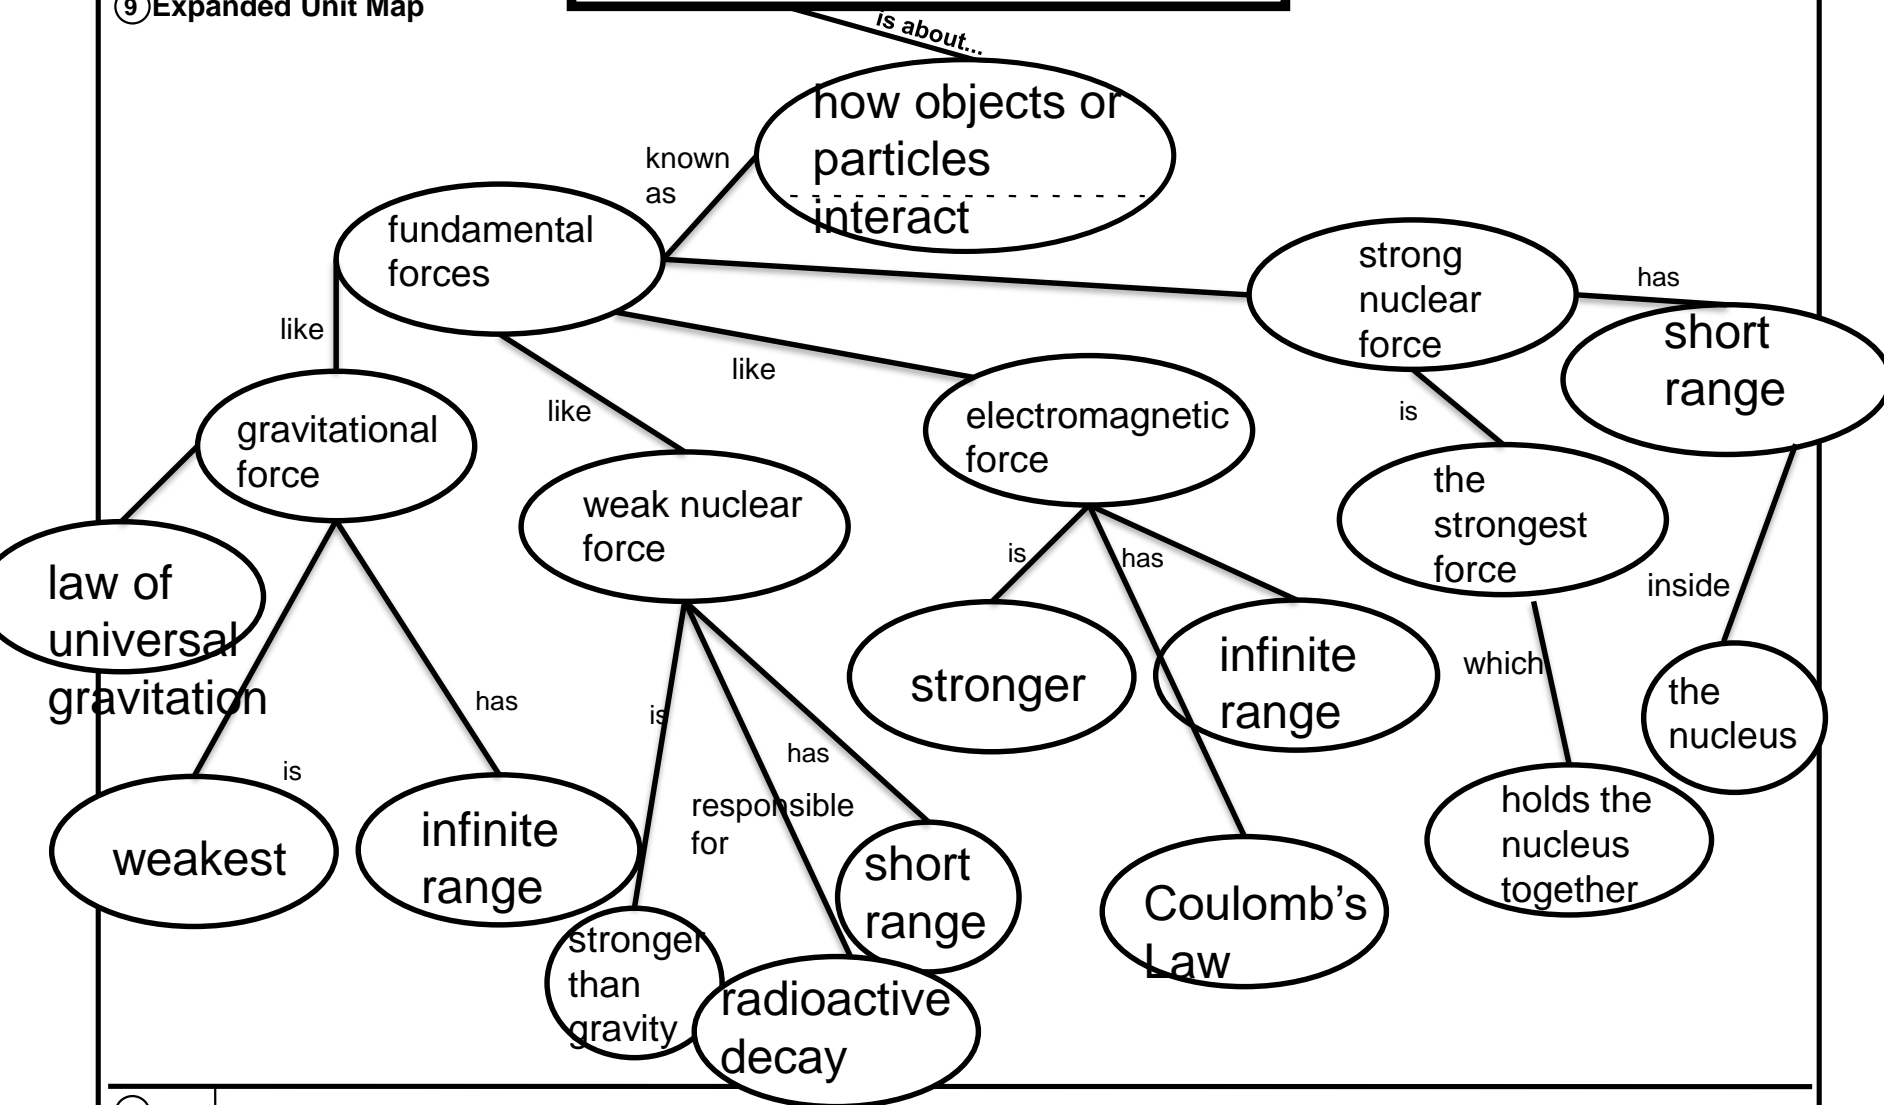 9 Expanded Unit Map
is about...
how objects or
particles
interact
known
as
fundamental
forces
strong
nuclear
force
has
short
range
like
like
like
is
gravitational
force
electromagnetic
force
weak nuclear
force
the
strongest
force
law of
universal
gravitation
is
has
inside
stronger
infinite
range
which
the
nucleus
has
is
is
has
responsible
for
weakest
infinite
range
short
range
holds the
nucleus
together
Coulomb’s
Law
stronger
than
gravity
radioactive
decay